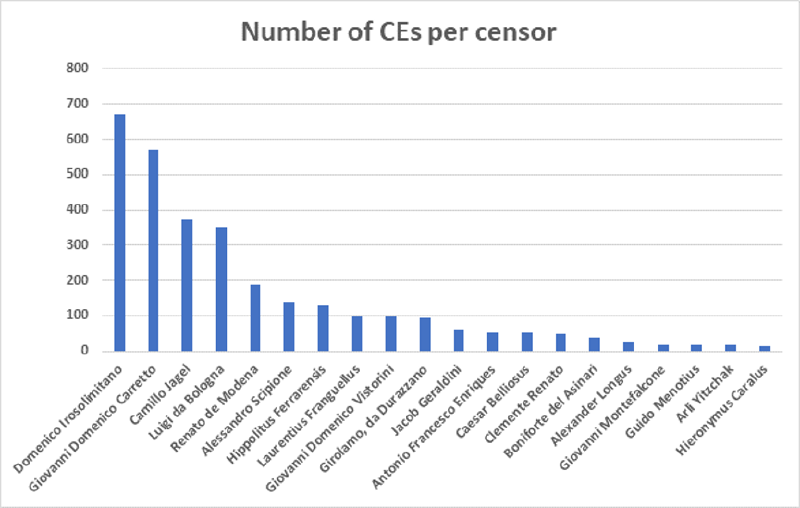 Number of CEs per censor
800
700
600
500
400
300
200
100
0
Domenico Irosolimitano
Giovanni Domenico Carretto
Camillo Jagel
Luigi da Bologna
Renato de Modena
Alessandro Scipione
Hippolitus Ferrarensis
Laurentius Franguellus
Giovanni Domenico Vistorini
Girolamo, da Durazzano
Jacob Geraldini
Antonio Francesco Enriques
Caesar Belliosus
Clemente Renato
Boniforte del Asinari
Alexander Longus
Giovanni Montefalcone
Guido Menotius
Arli Yitzchak
Hieronymus Caralus